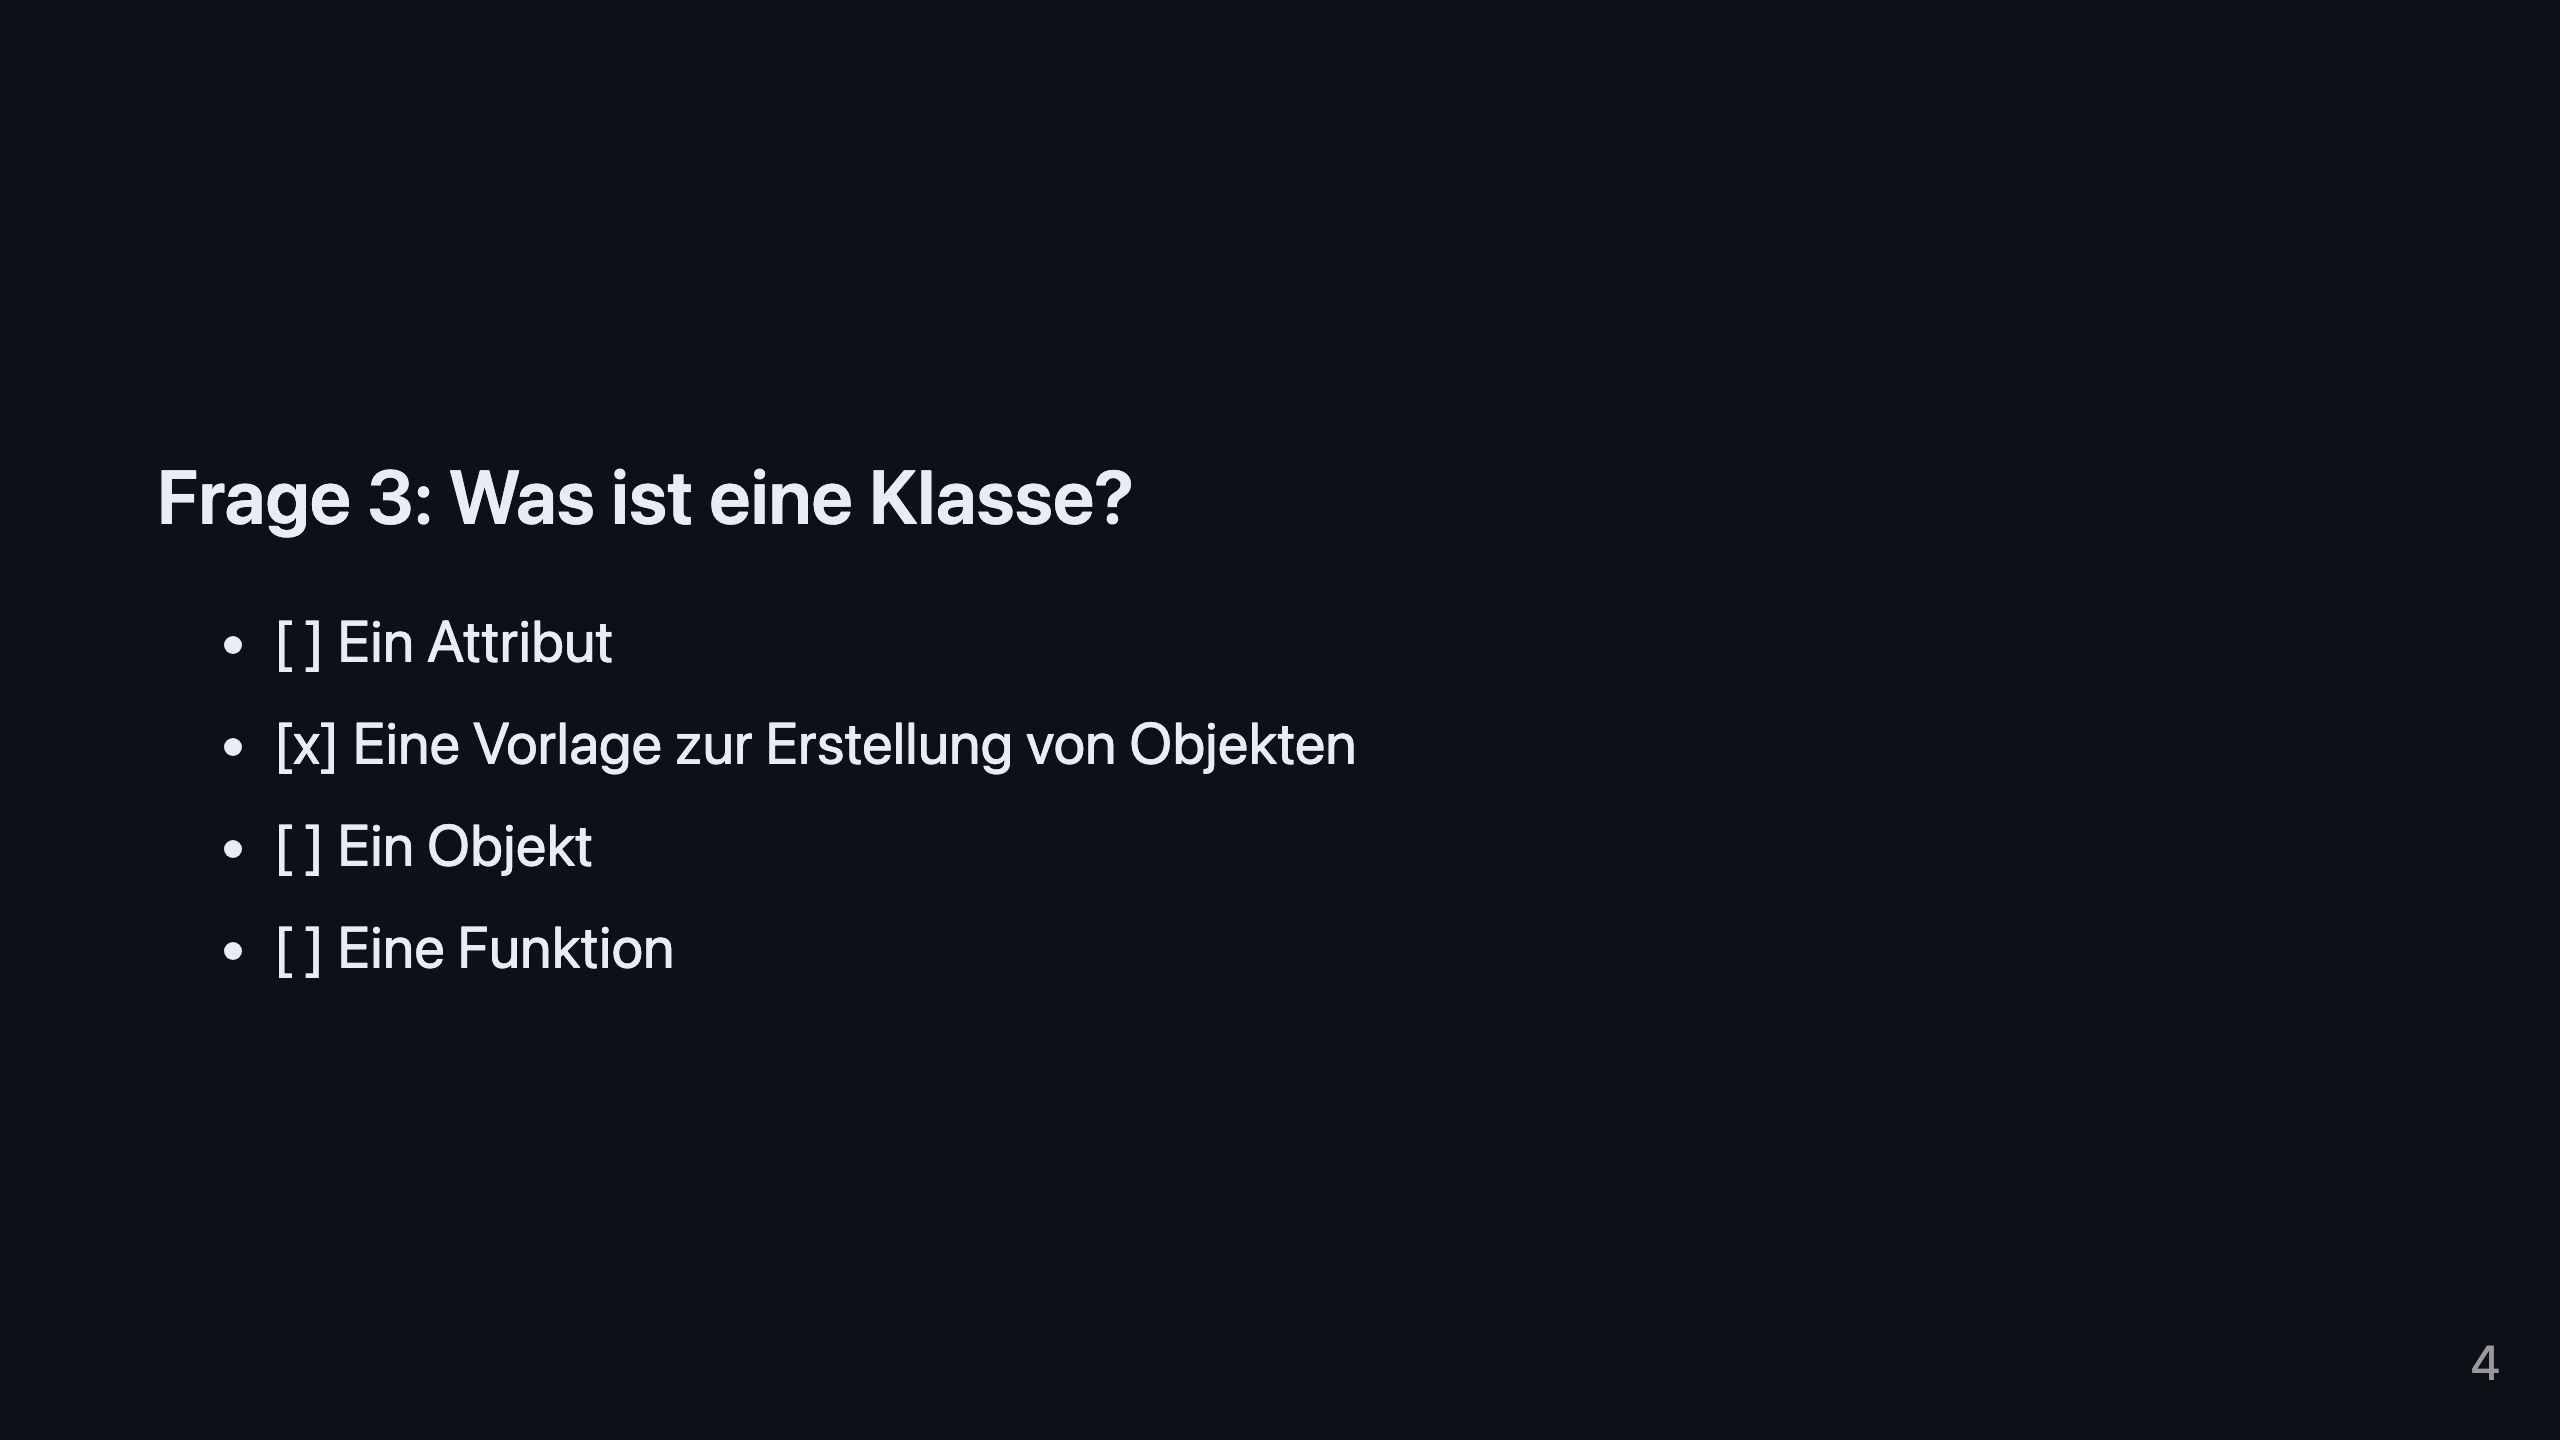 Frage 3: Was ist eine Klasse?
• [ ] Ein Attribut
• [x] Eine Vorlage zur Erstellung von Objekten
• [ ] Ein Objekt
• [ ] Eine Funktion
4